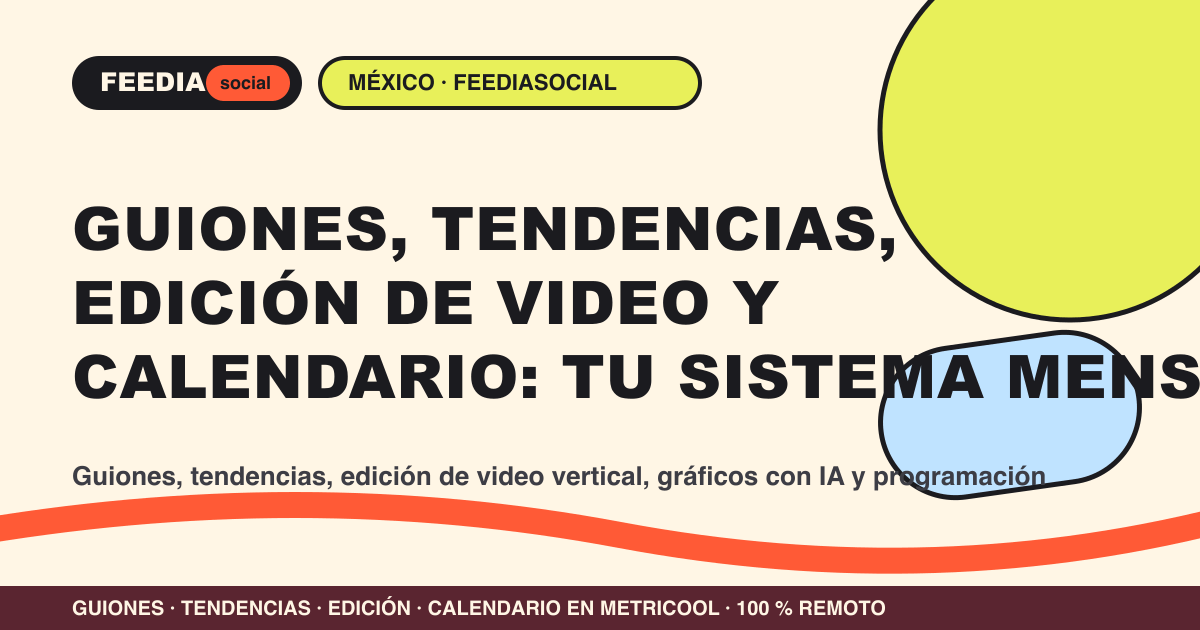 FEEDIA social
MÉXICO · FEEDIASOCIAL
GUIONES, TENDENCIAS,
EDICIÓN DE VIDEO Y
CALENDARIO: TU SISTEMA MENS
Guiones, tendencias, edición de video vertical, gráficos con IA y programación
GUIONES · TENDENCIAS · EDICIÓN · CALENDARIO EN METRICOOL · 100 % REMOTO